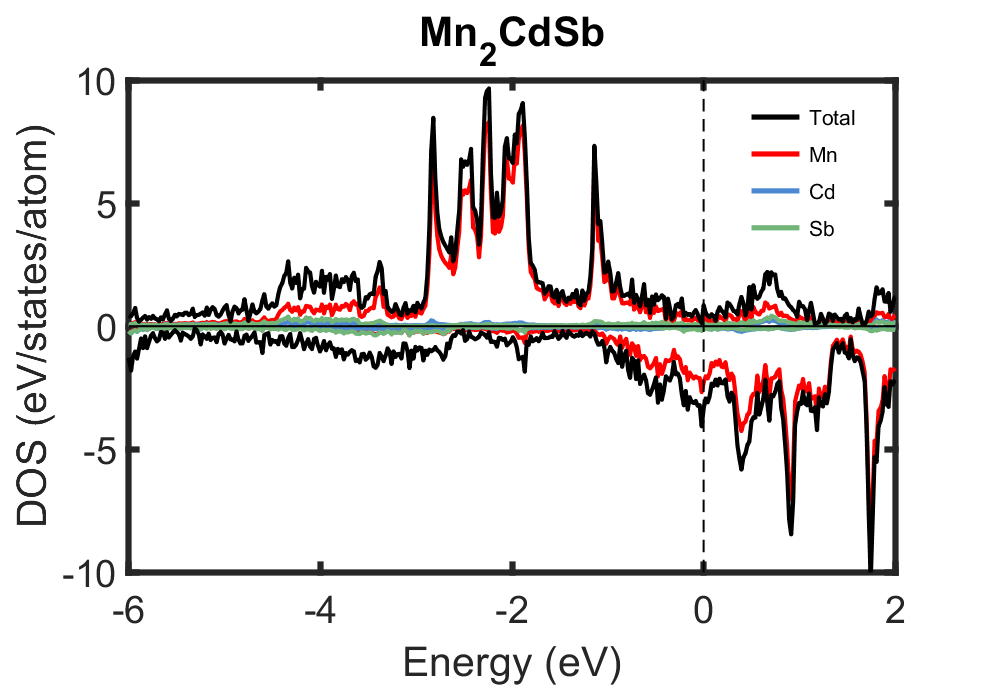 Mn₂CdSb
10
5
0
-5
-10
DOS (eV/states/atom)
Total
Mn
Cd
Sb
-6 -4 -2 0 2
Energy (eV)